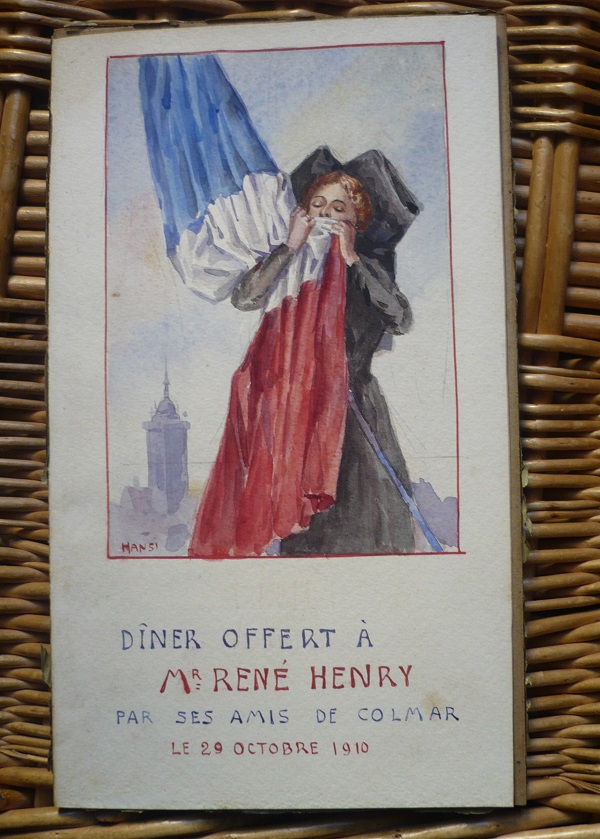 HANSI
DÎNER OFFERT À
MR RENÉ HENRY
PAR SES AMIS DE COLMAR
LE 29 OCTOBRE 1910